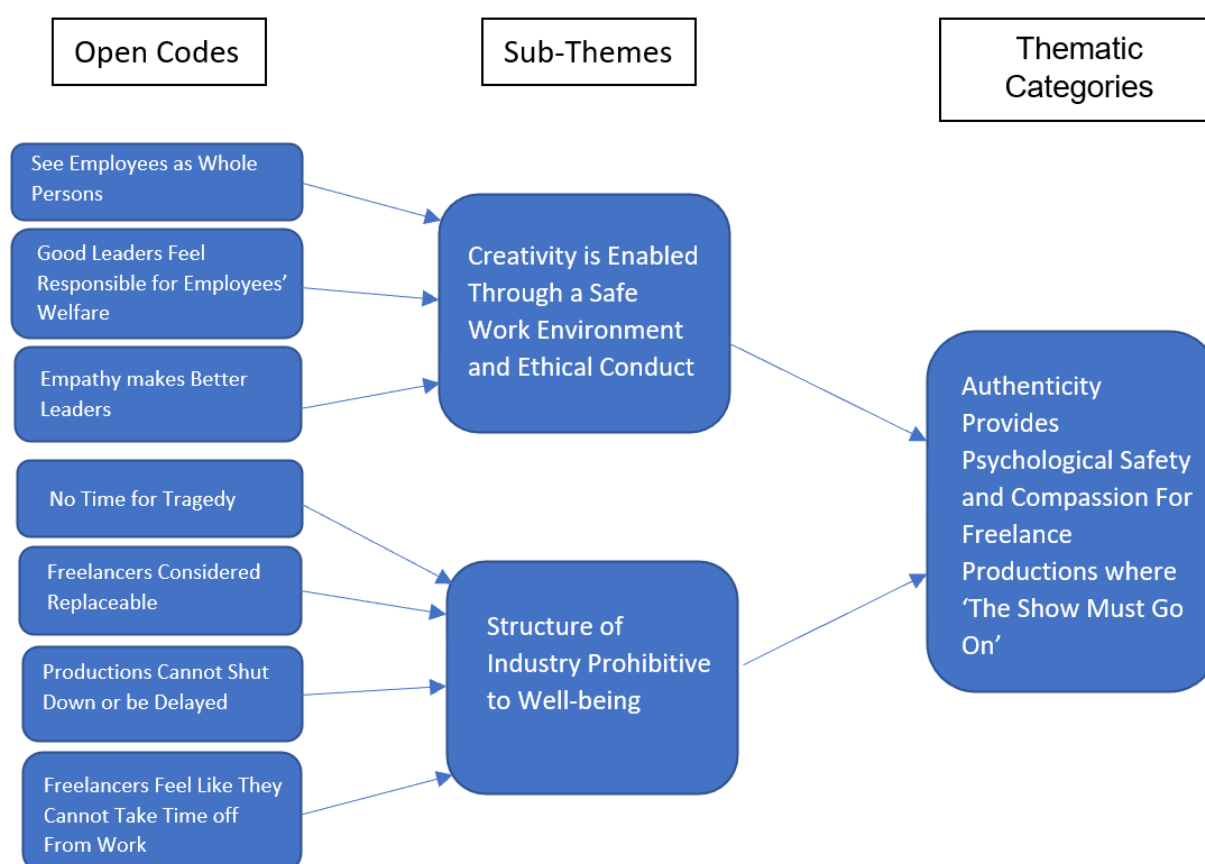 Open Codes
Sub-Themes
Thematic
Categories
See Employees as Whole
Persons
Good Leaders Feel
Responsible for Employees’
Welfare
Empathy makes Better
Leaders
No Time for Tragedy
Freelancers Considered
Replaceable
Productions Cannot Shut
Down or be Delayed
Freelancers Feel Like They
Cannot Take Time off
From Work
Creativity is Enabled
Through a Safe
Work Environment
and Ethical Conduct
Structure of
Industry Prohibitive
to Well-being
Authenticity
Provides
Psychological Safety
and Compassion For
Freelance
Productions where
‘The Show Must Go
On’